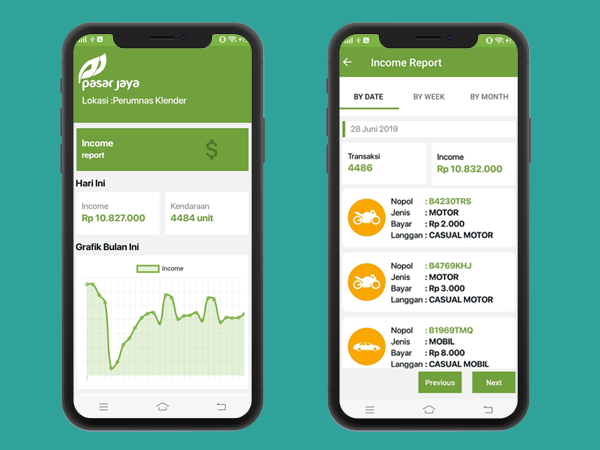 pasar jaya
Lokasi :Perumnas Klender
Income
report
$
Hari Ini
Income
Rp 10.827.000
Kendaraan
4484 unit
Grafik Bulan Ini
Income
Income Report
BY DATE
BY WEEK
BY MONTH
28 Juni 2019
Transaksi
4486
Income
Rp 10.832.000
Nopol : B4230TRS
Jenis : MOTOR
Bayar : Rp 2.000
Langgan : CASUAL MOTOR
Nopol : B4769KHJ
Jenis : MOTOR
Bayar : Rp 3.000
Langgan : CASUAL MOTOR
Nopol : B1969TMQ
Jenis : MOBIL
Bayar : Rp 8.000
Langgan : CASUAL MOBIL
Previous
Next